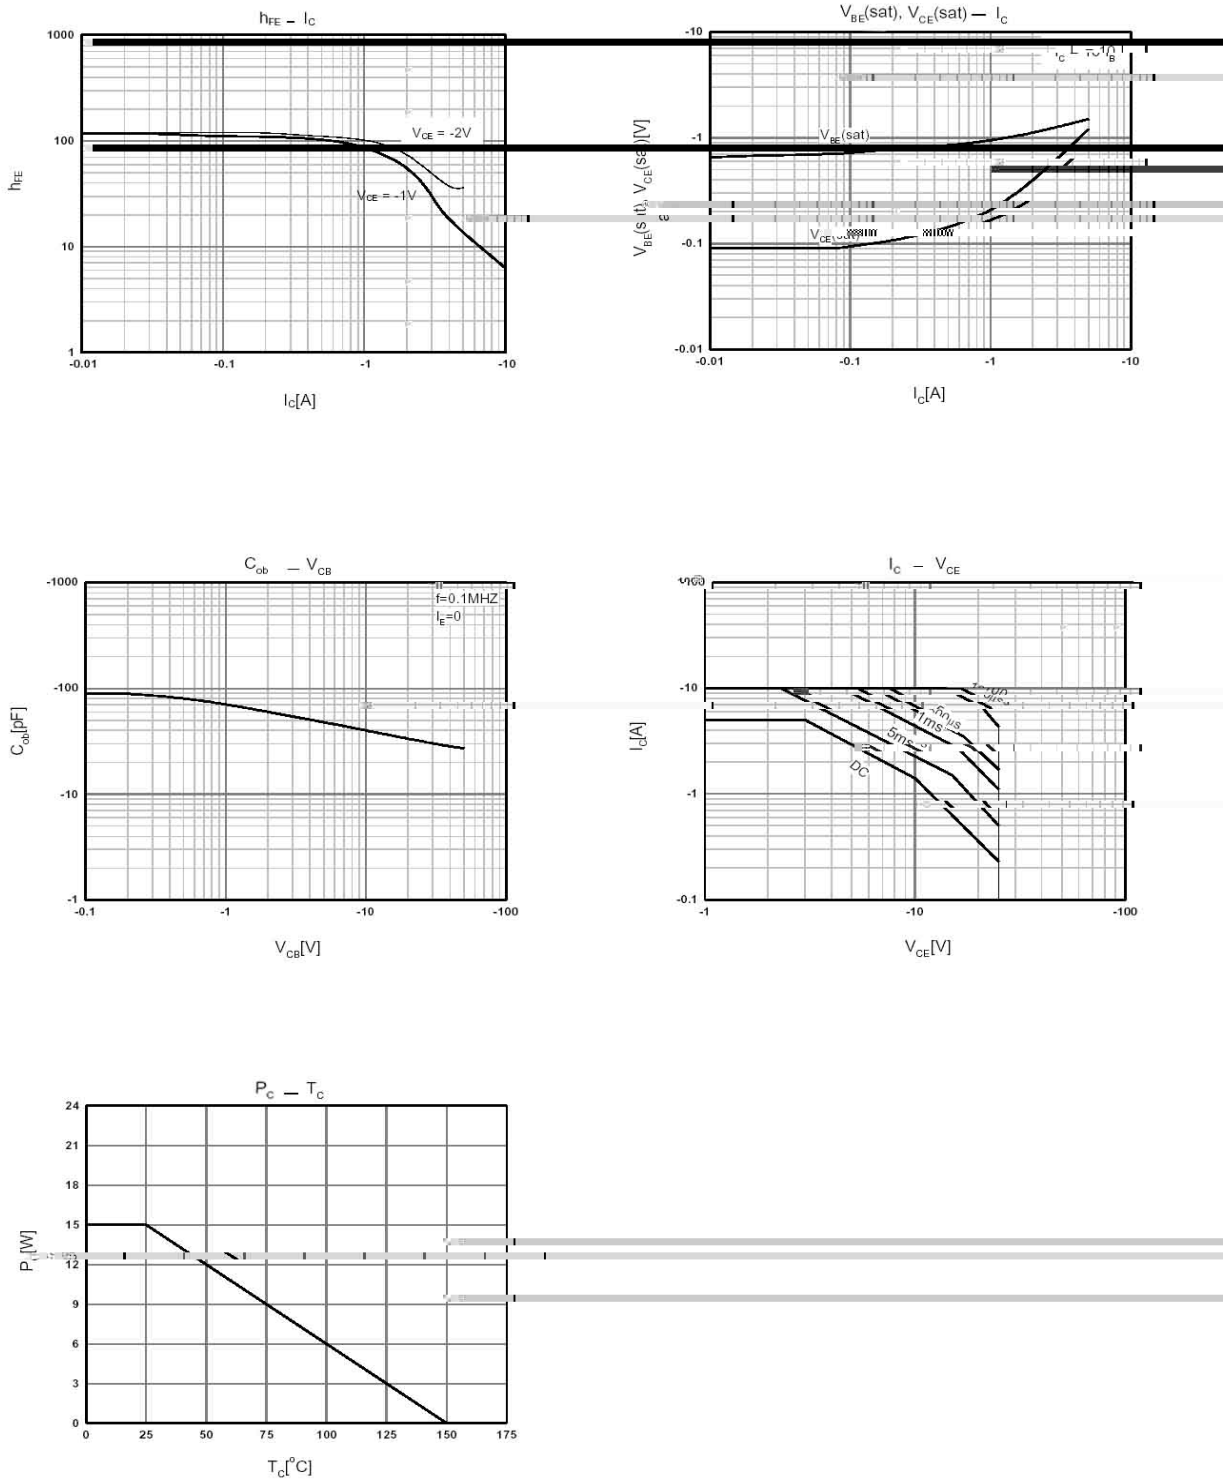 hFE – IC
1000
100
10
1
VCE = -2V
VCE = -1V
hFE
-0.01 -0.1 -1 -10
IC[A]
VBE(sat), VCE(sat) — IC
-10
-1
-0.1
-0.01
VBE(sat)
VBE(sat), VCE(sat)[V]
-0.01 -0.1 -1 -10
IC[A]
Cob — VCB
-1000
-100
-10
-1
f=0.1MHZ
IE=0
Cob[pF]
-0.1 -1 -10 -100
VCB[V]
IC – VCE
-10
-1
-0.1
1ms
5ms
DC
IC[A]
-1 -10 -100
VCE[V]
PC — TC
24
21
18
15
12
9
6
3
0
0 25 50 75 100 125 150 175
TC[°C]